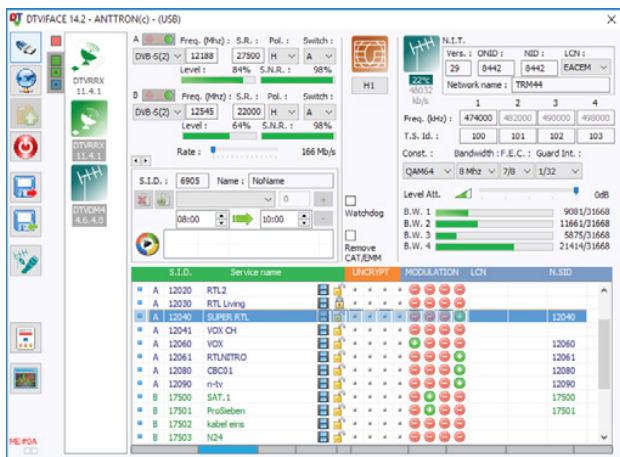 DTVIFACE 14.2 - ANTTRON(c) - (USB)
DTVRRX
11.4.1
DTVRRX
11.4.1
DTVDM4
4.6.4.0
ME#0A
A Freq. (Mhz) : S.R. : Pol. : Switch :
DVB-S(2) 12188 27500 H A
Level : 84% S.N.R. : 98%
B Freq. (Mhz) : S.R. : Pol. : Switch :
DVB-S(2) 12545 22000 H A
Level : 64% S.N.R. : 98%
Rate : 166 Mb/s
S.I.D. : 6905 Name : NoName
0 +
08:00 10:00 -
H1
Watchdog
Remove
CAT/EMM
22ºc
48032
kb/s
N.I.T.
Vers. : ONID : NID : LCN :
29 8442 8442 EACEM
Network name : TRM44
1 2 3 4
Freq. (kHz) : 474000 482000 490000 498000
T.S. Id. : 100 101 102 103
Const. : Bandwidth : F.E.C. : Guard Int. :
QAM64 8 Mhz 7/8 1/32
Level Att. 0dB
B.W. 1 9081/31668
B.W. 2 11661/31668
B.W. 3 5875/31668
B.W. 4 21414/31668
S.I.D. Service name UNCRYPT MODULATION LCN N.SID
A 12020 RTL2
A 12030 RTL Living
A 12040 SUPER RTL 12040
A 12041 VOX CH
A 12060 VOX 12060
A 12061 RTLNITRO 12061
A 12080 CBC01 12080
A 12090 n-tv 12090
B 17500 SAT.1 17500
B 17501 ProSieben 17501
B 17502 kabel eins
B 17503 N24